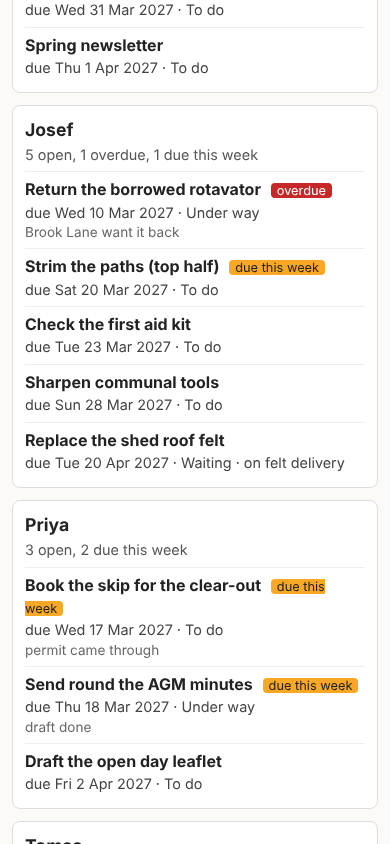 due Wed 31 Mar 2027 · To do
Spring newsletter
due Thu 1 Apr 2027 · To do
Josef
5 open, 1 overdue, 1 due this week
Return the borrowed rotavator overdue
due Wed 10 Mar 2027 · Under way
Brook Lane want it back
Strim the paths (top half) due this week
due Sat 20 Mar 2027 · To do
Check the first aid kit
due Tue 23 Mar 2027 · To do
Sharpen communal tools
due Sun 28 Mar 2027 · To do
Replace the shed roof felt
due Tue 20 Apr 2027 · Waiting · on felt delivery
Priya
3 open, 2 due this week
Book the skip for the clear-out due this
week
due Wed 17 Mar 2027 · To do
permit came through
Send round the AGM minutes due this week
due Thu 18 Mar 2027 · Under way
draft done
Draft the open day leaflet
due Fri 2 Apr 2027 · To do